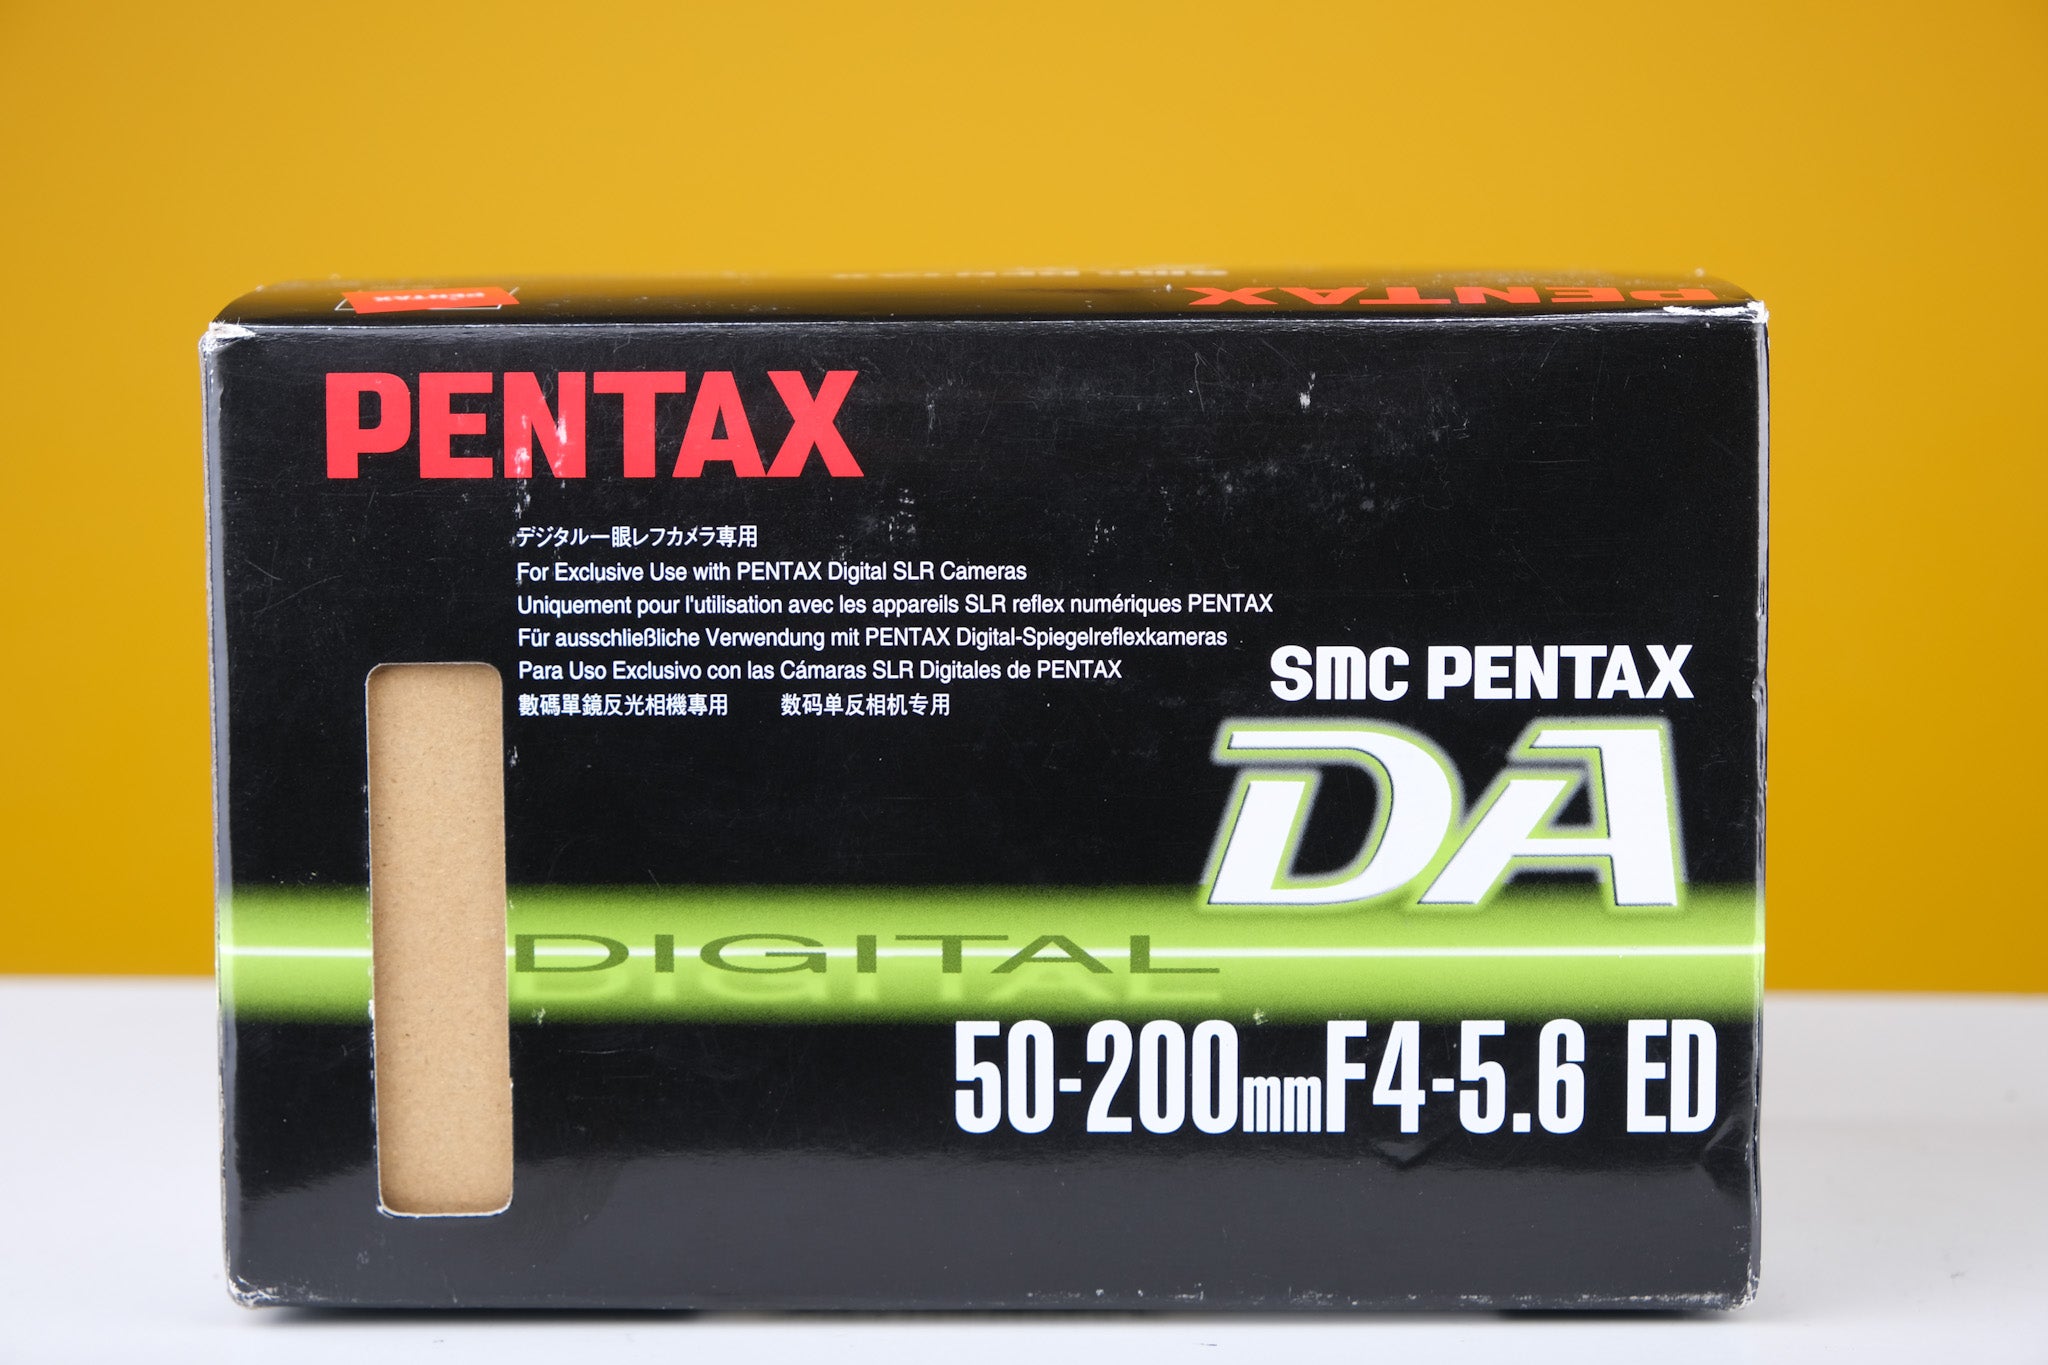 PENTAX
PENTAX
PENTAX
デジタル一眼レフカメラ専用
For Exclusive Use with PENTAX Digital SLR Cameras
Uniquement pour l'utilisation avec les appareils SLR reflex numériques PENTAX
Für ausschließliche Verwendung mit PENTAX Digital-Spiegelreflexkameras
Para Uso Exclusivo con las Cámaras SLR Digitales de PENTAX
數碼單鏡反光相機專用 数码单反相机专用
SMC PENTAX
DA
DIGITAL
50-200mmF4-5.6 ED